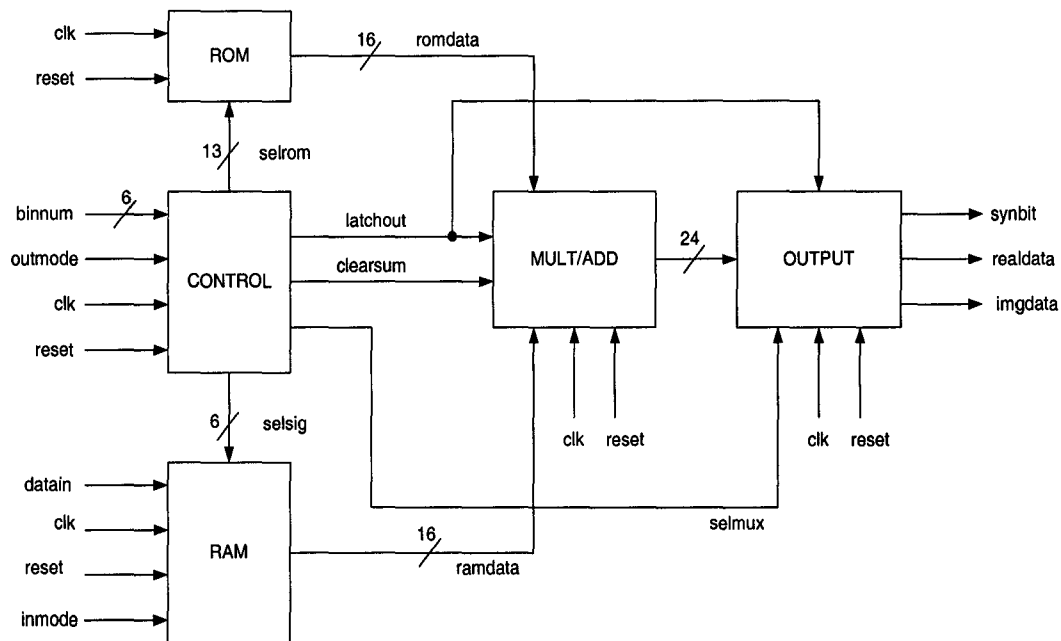 clk
reset
ROM
16
romdata
13
selrom
binnum
6
outmode
clk
reset
CONTROL
latchout
clearsum
MULT/ADD
24
OUTPUT
synbit
realdata
imgdata
clk
reset
clk
reset
6
selsig
datain
clk
reset
inmode
RAM
16
ramdata
selmux